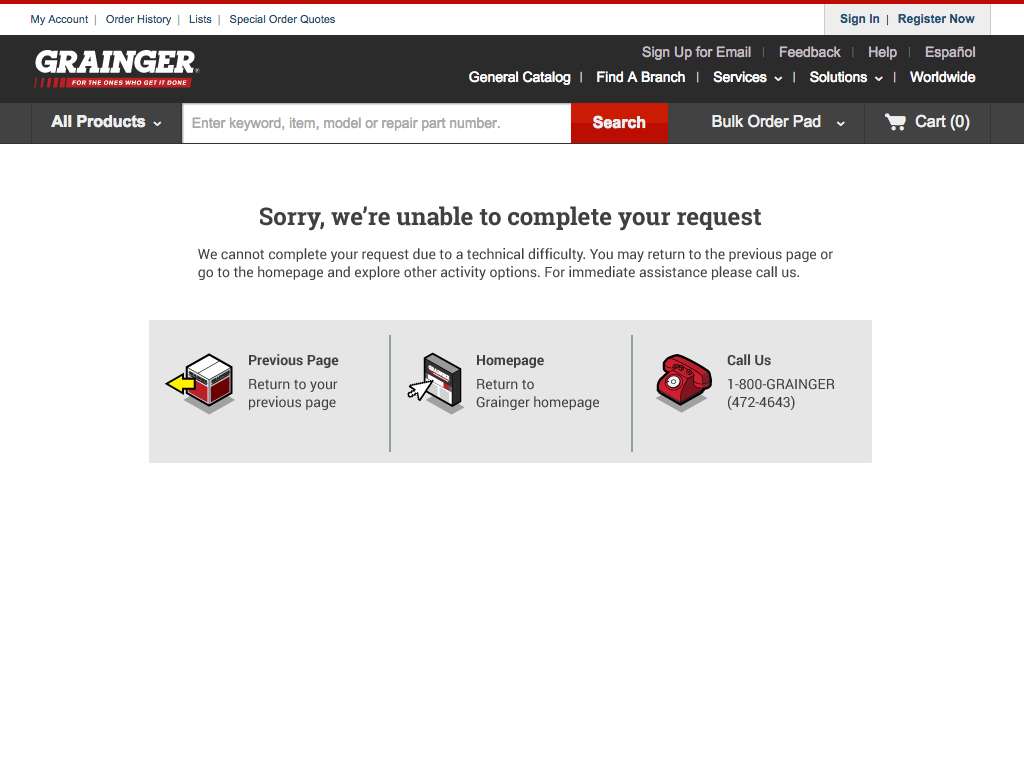 My Account | Order History | Lists | Special Order Quotes
Sign In | Register Now
GRAINGER®
FOR THE ONES WHO GET IT DONE
Sign Up for Email | Feedback | Help | Español
General Catalog | Find A Branch | Services | Solutions | Worldwide
All Products
Enter keyword, item, model or repair part number.
Search
Bulk Order Pad
Cart (0)
Sorry, we're unable to complete your request
We cannot complete your request due to a technical difficulty. You may return to the previous page or
go to the homepage and explore other activity options. For immediate assistance please call us.
Previous Page
Return to your
previous page
Homepage
Return to
Grainger homepage
Call Us
1-800-GRAINGER
(472-4643)